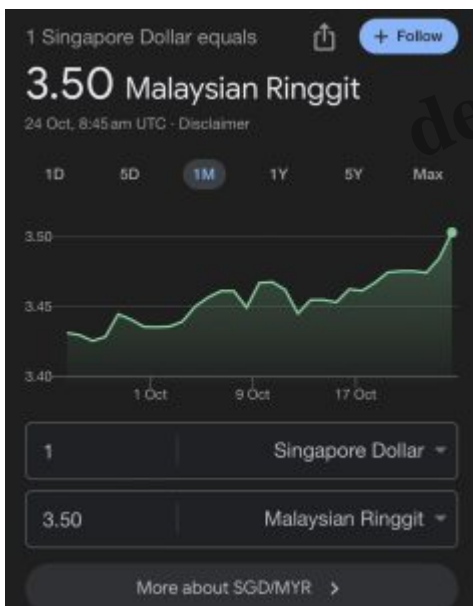 1 Singapore Dollar equals
+ Follow
3.50 Malaysian Ringgit
24 Oct, 8:45 am UTC · Disclaimer
1D 5D 1M 1Y 5Y Max
3.50
3.45
3.40
1 Oct 9 Oct 17 Oct
1 Singapore Dollar
3.50 Malaysian Ringgit
More about SGD/MYR >